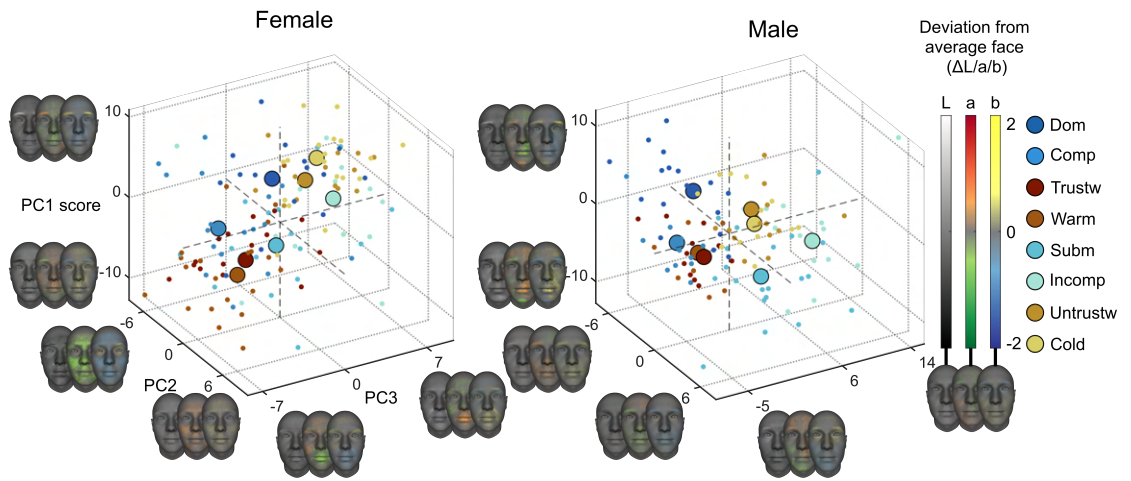 Female
Male
Deviation from
average face
(ΔL/a/b)
L a b
2
0
-2
Dom
Comp
Trustw
Warm
Subm
Incomp
Untrustw
Cold
10
0
-10
PC1 score
-6
0
6
PC2
-7
0
7
PC3
10
0
-10
-6
0
6
-5
6
14